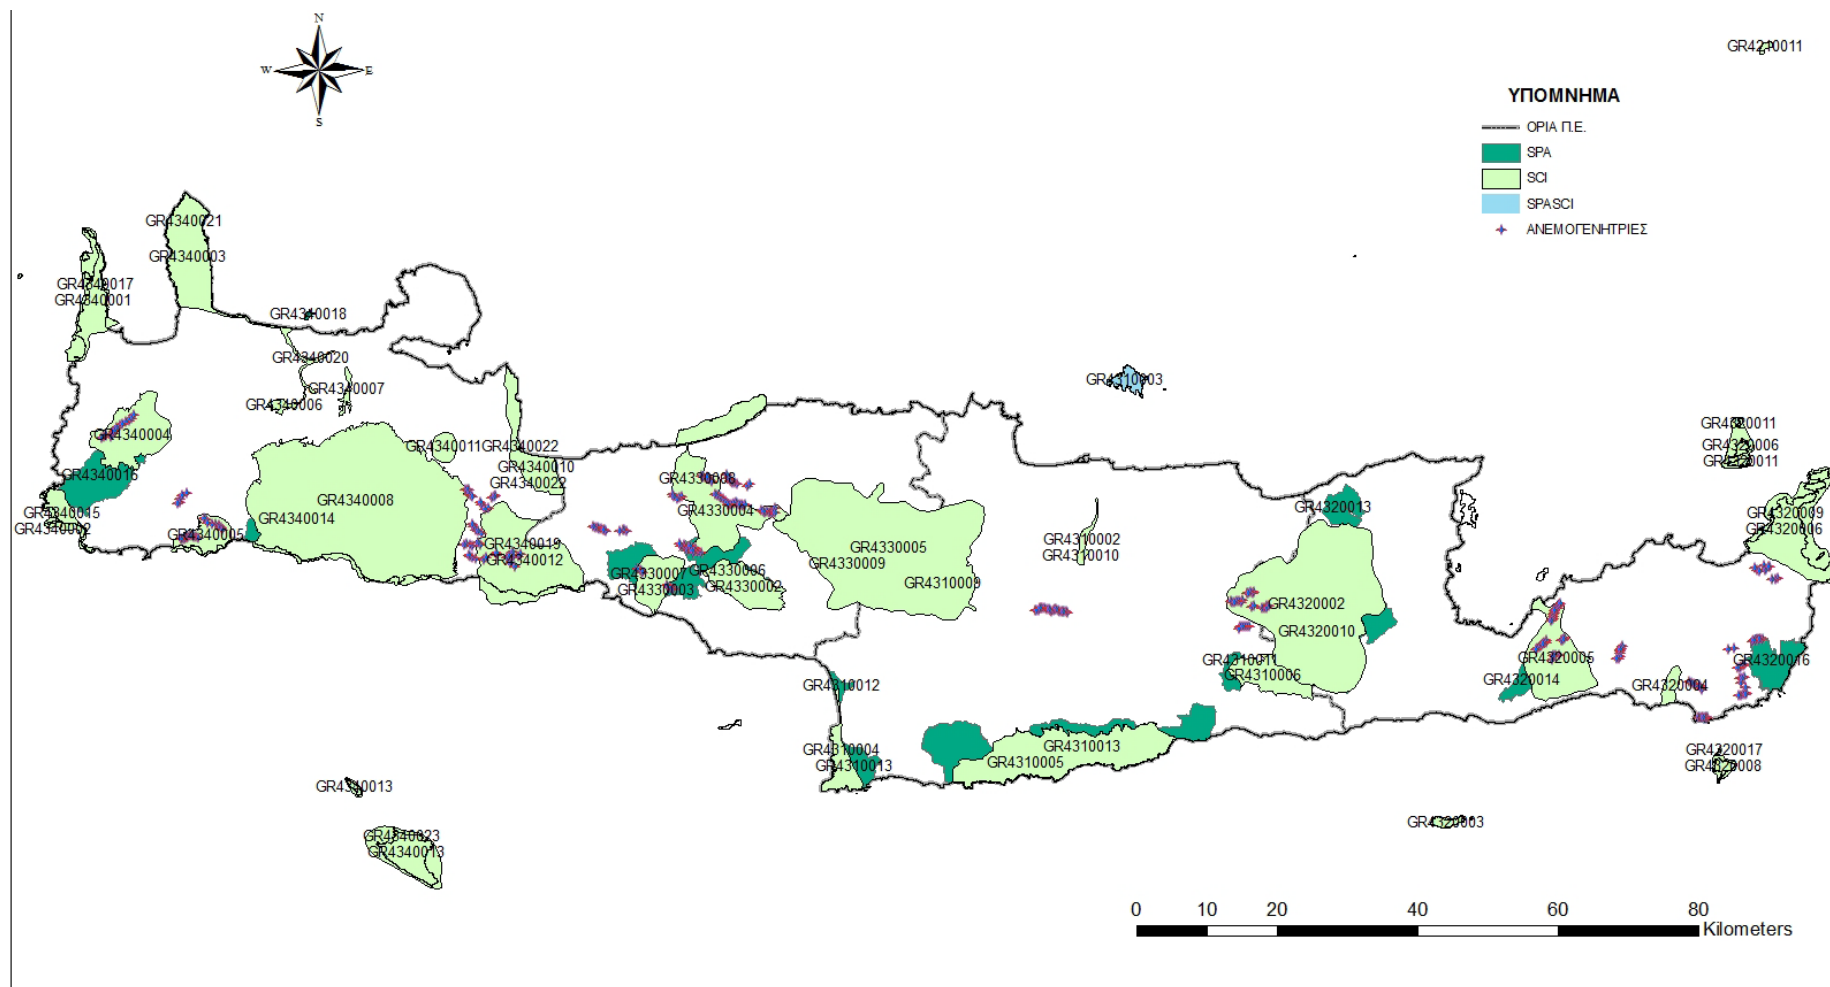 N
W E
S
GR4210011
ΥΠΟΜΝΗΜΑ
ΟΡΙΑ Π.Ε.
SPA
SCI
SPASCI
ΑΝΕΜΟΓΕΝΗΤΡΙΕΣ
GR4340021
GR4340003
GR4340017
GR4340001
GR4340018
GR4340020
GR4340007
GR4340006
GR4310003
GR4340004
GR4340011
GR4340022
GR4320011
GR4320006
GR4320011
GR4340010
GR4340022
GR4340016
GR4330008
GR4340008
GR4340015
GR4340002
GR4340014
GR4340005
GR4330004
GR4320013
GR4320009
GR4320006
GR4340019
GR4340012
GR4330005
GR4330009
GR4310009
GR4310002
GR4310010
GR4330007
GR4330003
GR4330006
GR4330002
GR4320002
GR4320010
GR4310011
GR4310006
GR4320005
GR4320014
GR4320004
GR4320016
GR4310012
GR4310004
GR4310013
GR4310013
GR4310005
GR4320017
GR4320008
GR4340013
GR4320003
GR4340023
GR4340013
0 10 20 40 60 80
Kilometers